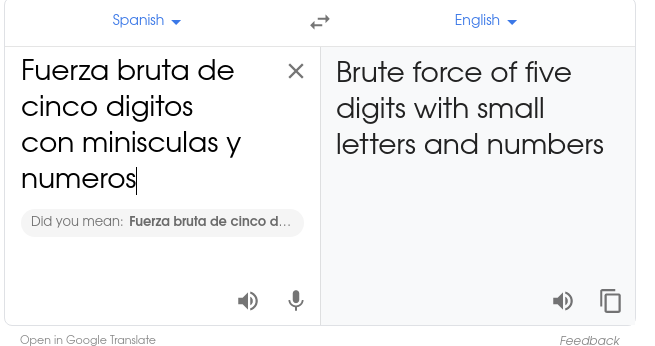 Spanish
English
Fuerza bruta de
cinco digitos
con minisculas y
numeros
Did you mean: Fuerza bruta de cinco d...
Brute force of five
digits with small
letters and numbers
Open in Google Translate
Feedback